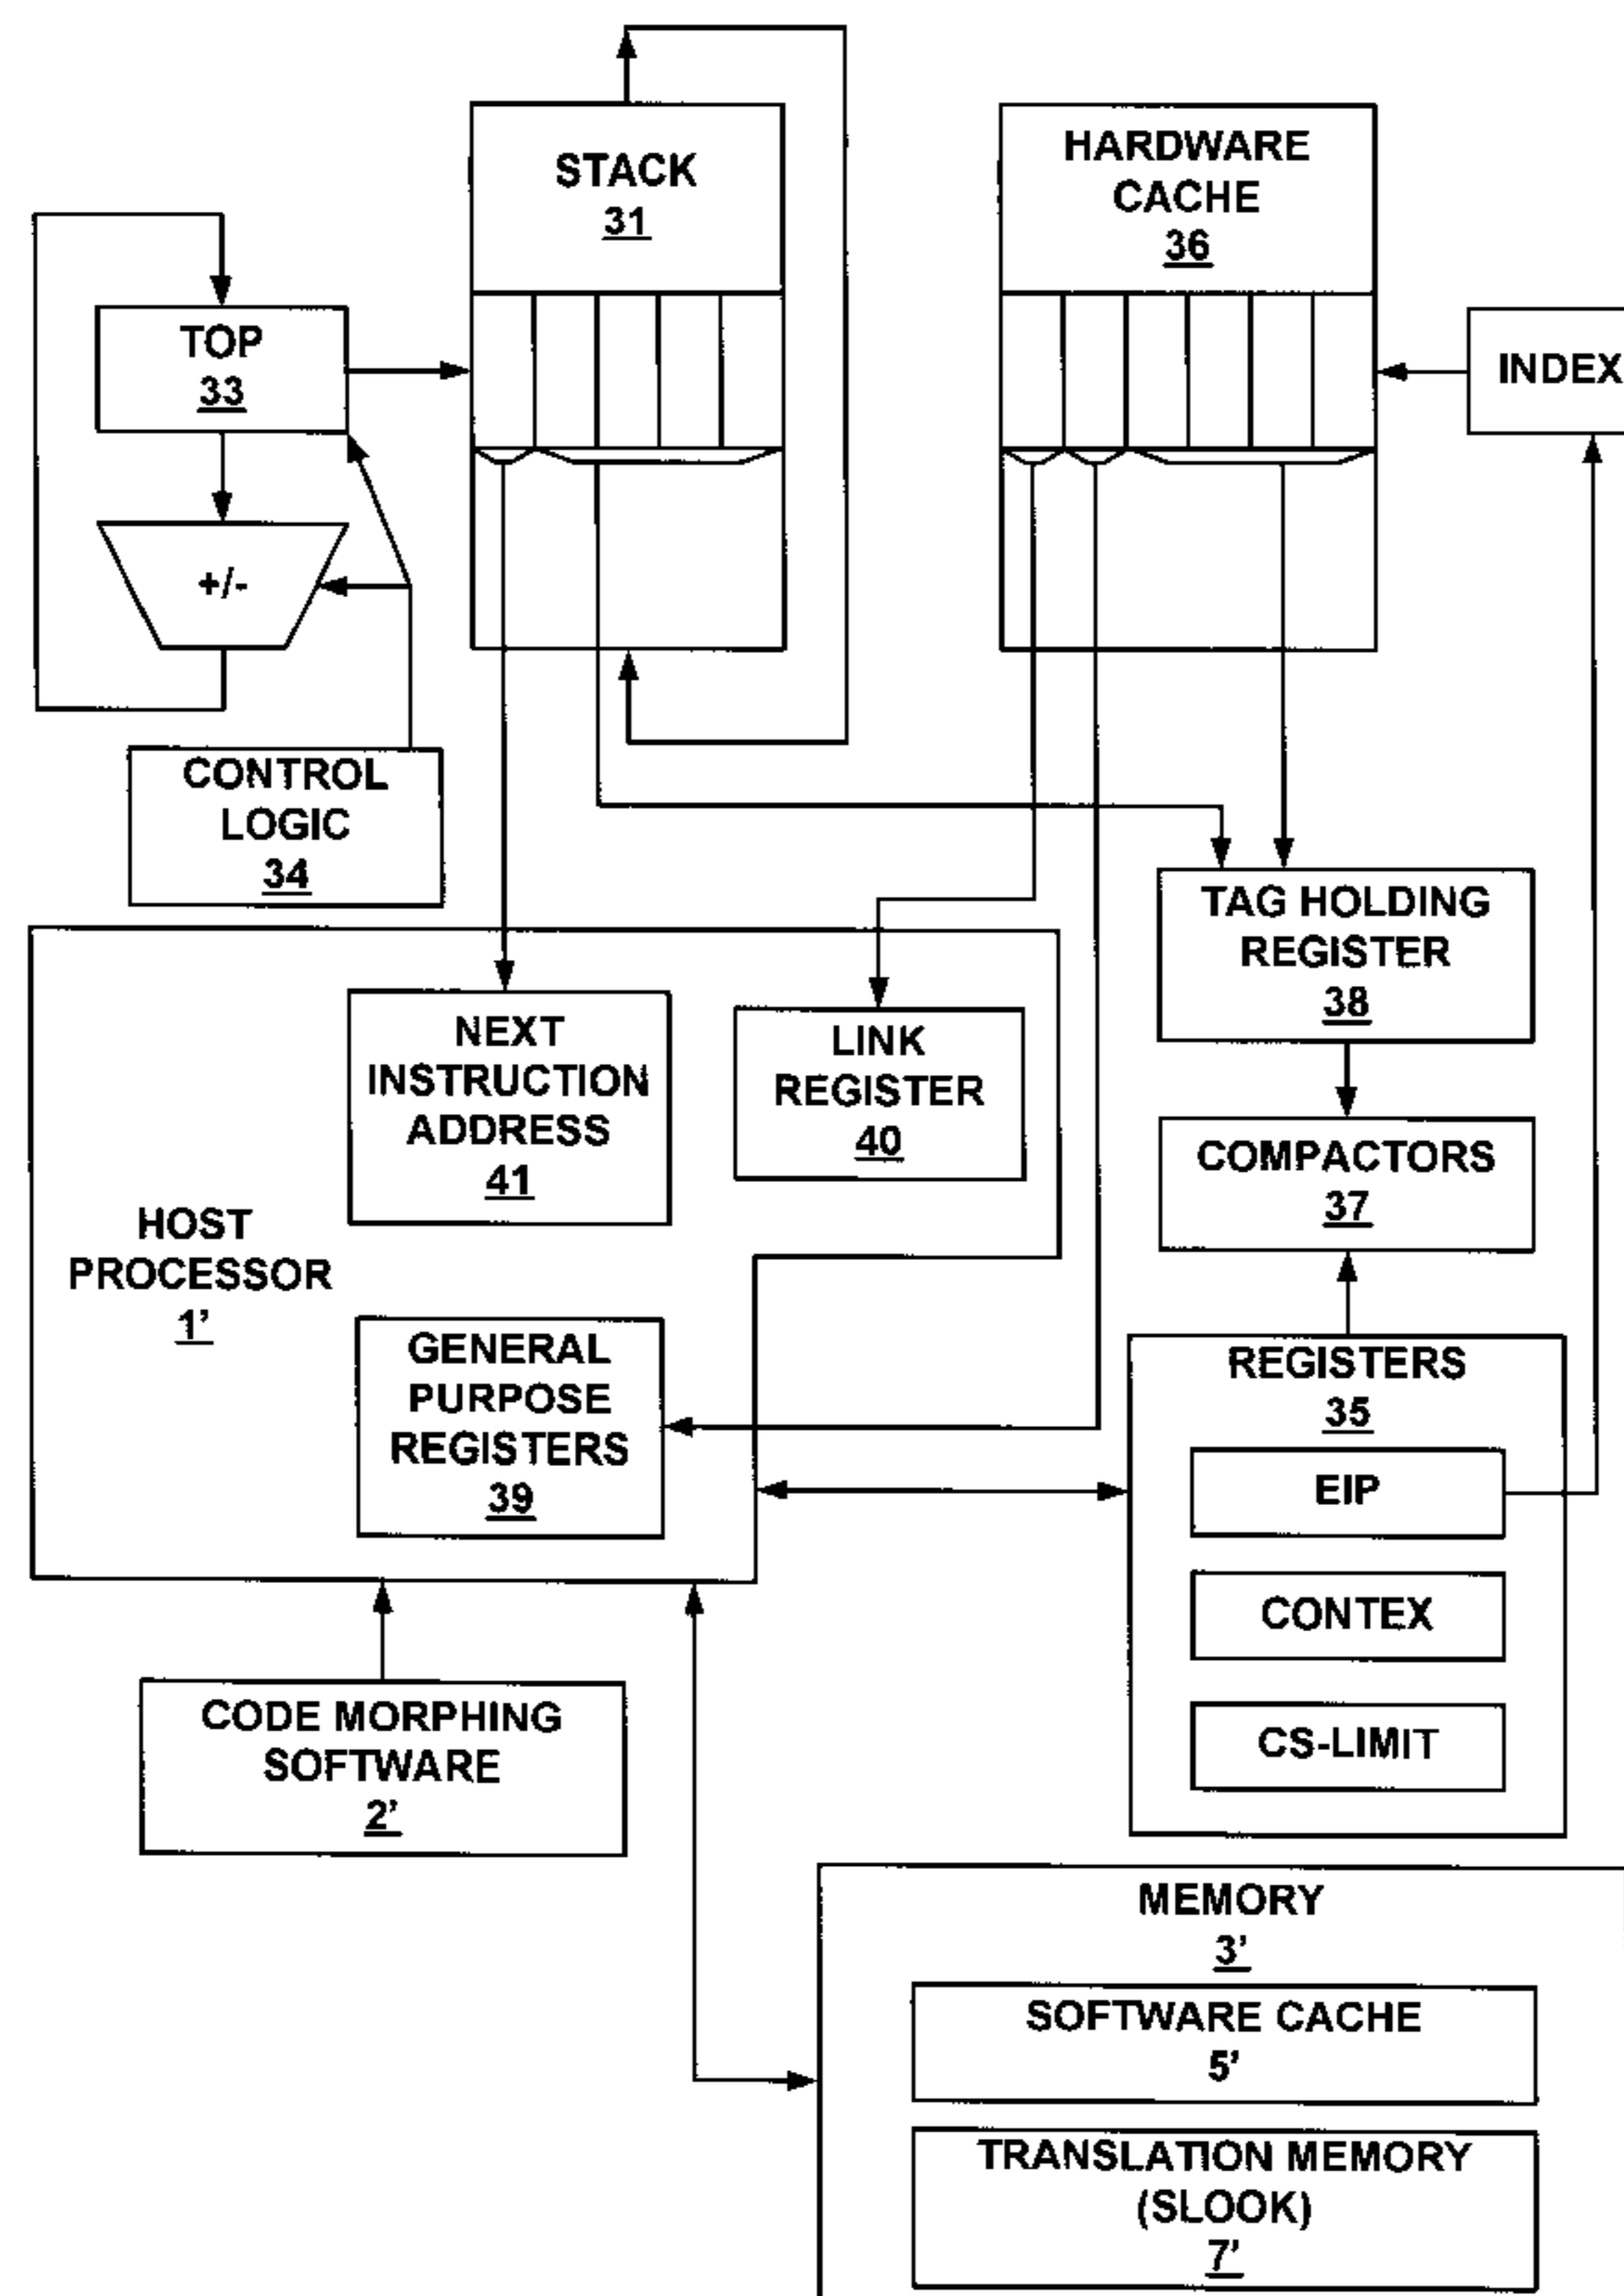 STACK
31
HARDWARE
CACHE
36
TOP
33
INDEX
+/-
CONTROL
LOGIC
34
TAG HOLDING
REGISTER
38
NEXT
INSTRUCTION
ADDRESS
41
LINK
REGISTER
40
COMPACTORS
37
HOST
PROCESSOR
1'
GENERAL
PURPOSE
REGISTERS
39
REGISTERS
35
EIP
CONTEX
CS-LIMIT
CODE MORPHING
SOFTWARE
2'
MEMORY
3'
SOFTWARE CACHE
5'
TRANSLATION MEMORY
(SLOOK)
7'